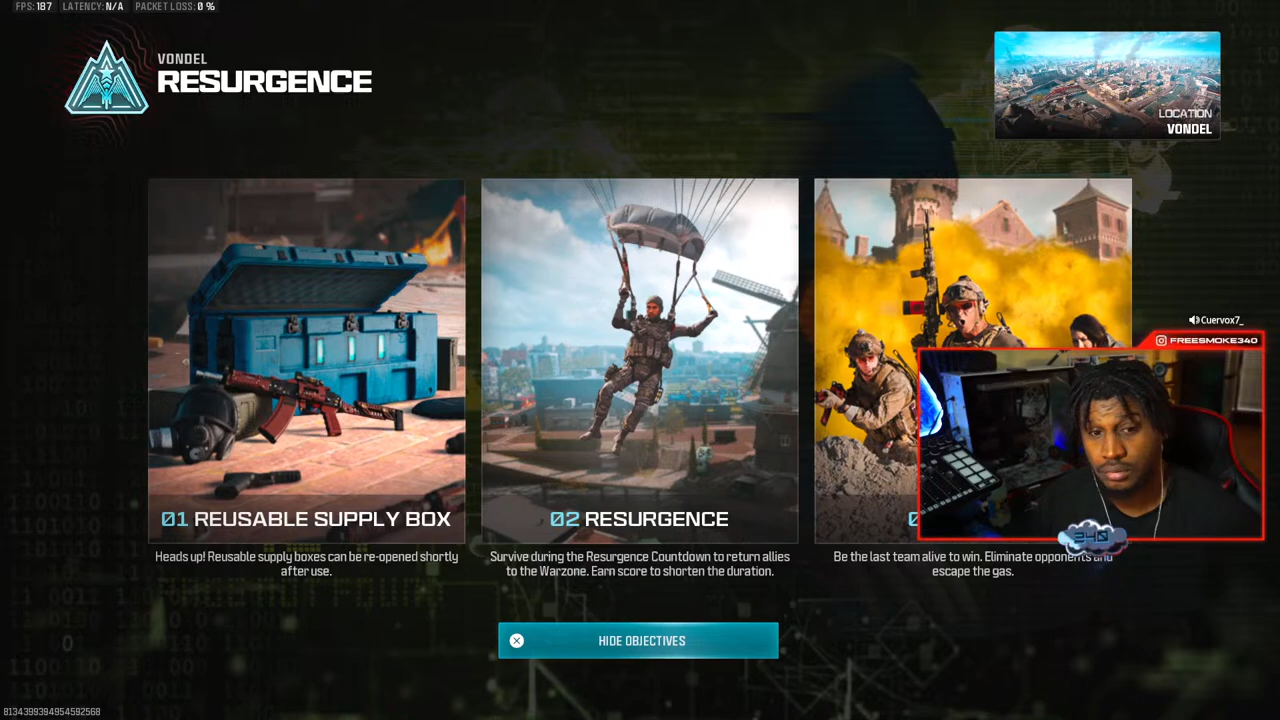 FPS: 187 LATENCY: N/A PACKET LOSS: 0 %
VONDEL
RESURGENCE
LOCATION
VONDEL
Cuervox7_
FREESMOKE340
01 REUSABLE SUPPLY BOX
Heads up! Reusable supply boxes can be re-opened shortly
after use.
02 RESURGENCE
Survive during the Resurgence Countdown to return allies
to the Warzone. Earn score to shorten the duration.
0
Be the last team alive to win. Eliminate opponents and
escape the gas.
240
HIDE OBJECTIVES
8134399394954592568